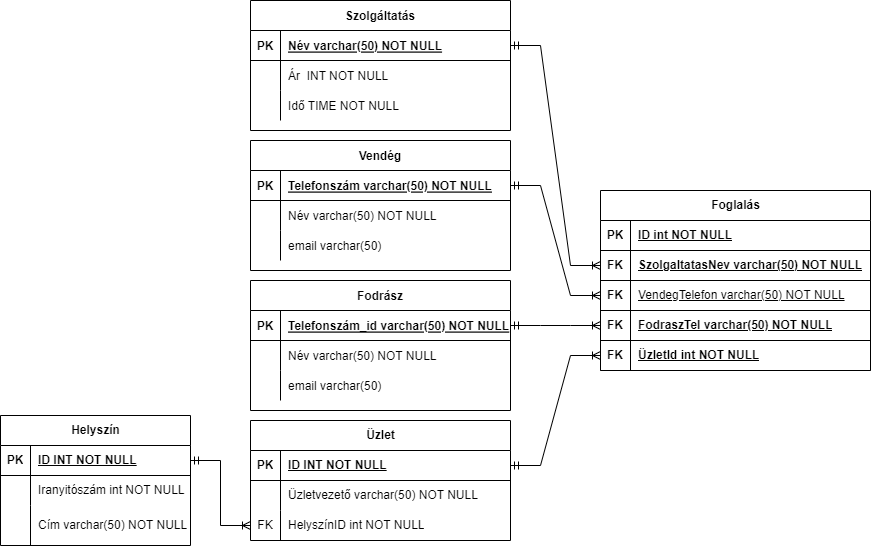 Szolgáltatás
PK Név varchar(50) NOT NULL
Ár INT NOT NULL
Idő TIME NOT NULL
Vendég
PK Telefonszám varchar(50) NOT NULL
Név varchar(50) NOT NULL
email varchar(50)
Fodrász
PK Telefonszám_id varchar(50) NOT NULL
Név varchar(50) NOT NULL
email varchar(50)
Foglalás
PK ID int NOT NULL
FK SzolgaltatasNev varchar(50) NOT NULL
FK VendegTelefon varchar(50) NOT NULL
FK FodraszTel varchar(50) NOT NULL
FK ÜzletId int NOT NULL
Helyszín
PK ID INT NOT NULL
Iranyitószám int NOT NULL
Cím varchar(50) NOT NULL
Üzlet
PK ID INT NOT NULL
Üzletvezető varchar(50) NOT NULL
FK HelyszínID int NOT NULL